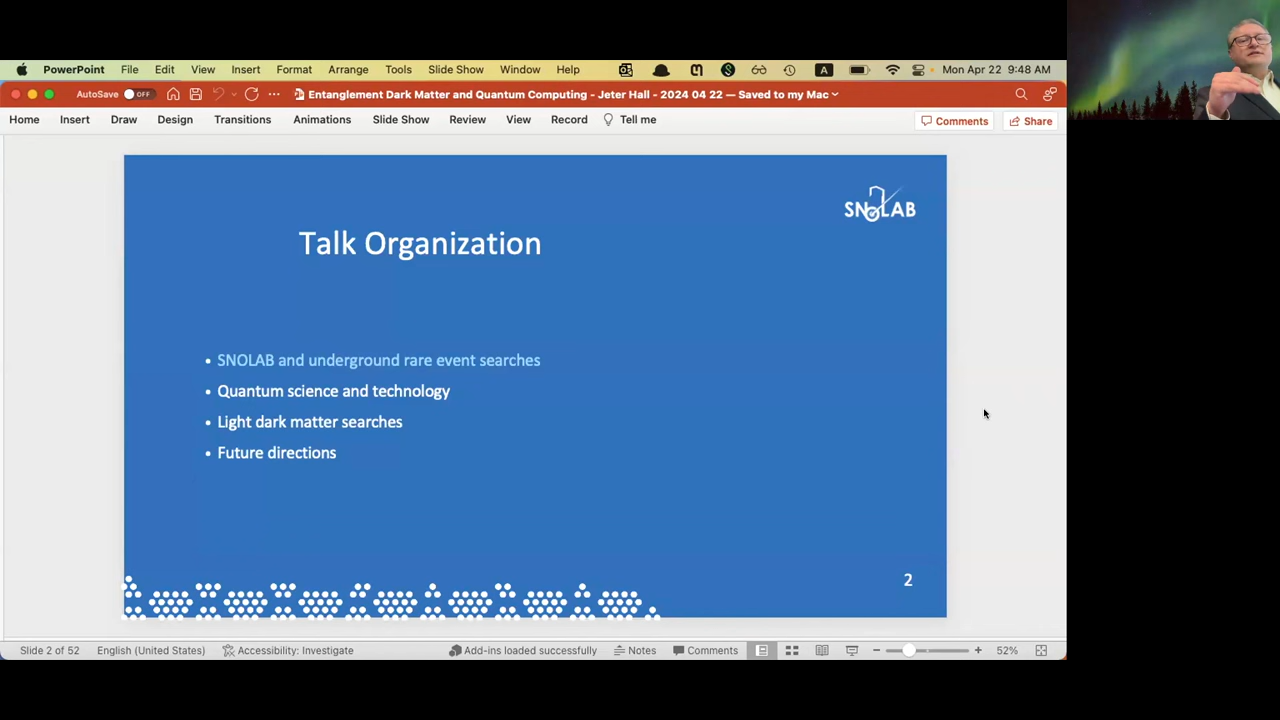 PowerPoint File Edit View Insert Format Arrange Tools Slide Show Window Help A Mon Apr 22 9:48 AM
AutoSave OFF ... Entanglement Dark Matter and Quantum Computing - Jeter Hall - 2024 04 22 — Saved to my Mac
Home Insert Draw Design Transitions Animations Slide Show Review View Record Tell me Comments Share
SNOLAB
Talk Organization
• SNOLAB and underground rare event searches
• Quantum science and technology
• Light dark matter searches
• Future directions
2
Slide 2 of 52 English (United States) Accessibility: Investigate Add-ins loaded successfully Notes Comments 52%